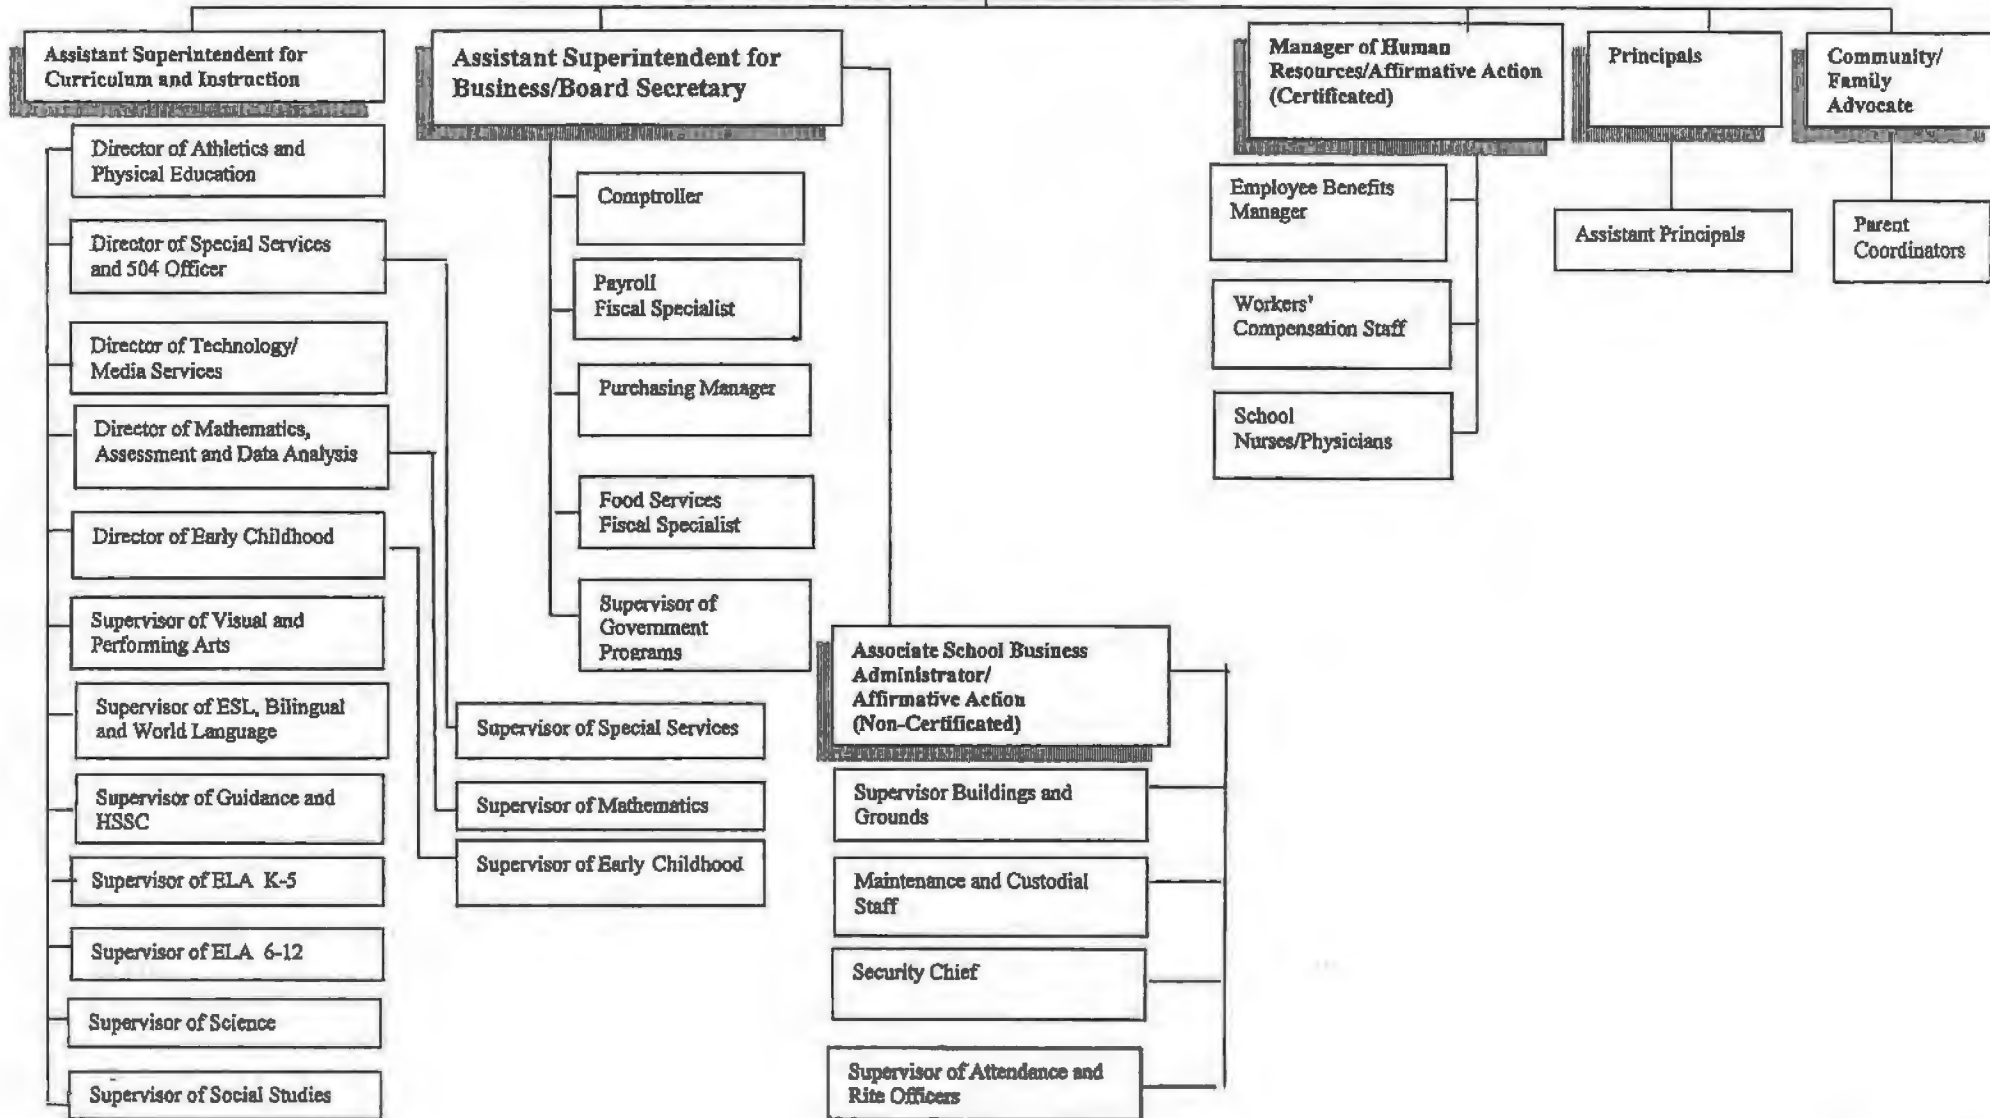 Assistant Superintendent for
Curriculum and Instruction
Director of Athletics and
Physical Education
Director of Special Services
and 504 Officer
Director of Technology/
Media Services
Director of Mathematics,
Assessment and Data Analysis
Director of Early Childhood
Supervisor of Visual and
Performing Arts
Supervisor of ESL, Bilingual
and World Language
Supervisor of Guidance and
HSSC
Supervisor of ELA K-5
Supervisor of ELA 6-12
Supervisor of Science
Supervisor of Social Studies
Supervisor of Special Services
Supervisor of Mathematics
Supervisor of Early Childhood
Assistant Superintendent for
Business/Board Secretary
Comptroller
Payroll
Fiscal Specialist
Purchasing Manager
Food Services
Fiscal Specialist
Supervisor of
Government
Programs
Associate School Business
Administrator/
Affirmative Action
(Non-Certificated)
Supervisor Buildings and
Grounds
Maintenance and Custodial
Staff
Security Chief
Supervisor of Attendance and
Rite Officers
Manager of Human
Resources/Affirmative Action
(Certificated)
Employee Benefits
Manager
Workers'
Compensation Staff
School
Nurses/Physicians
Principals
Assistant Principals
Community/
Family
Advocate
Parent
Coordinators